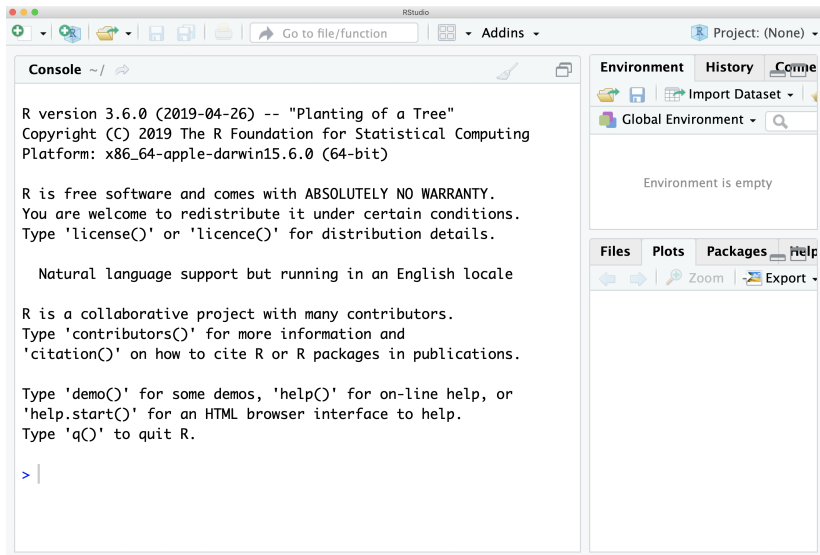 RStudio
Go to file/function
Addins
Project: (None)
Console ~/
R version 3.6.0 (2019-04-26) -- "Planting of a Tree"
Copyright (C) 2019 The R Foundation for Statistical Computing
Platform: x86_64-apple-darwin15.6.0 (64-bit)
R is free software and comes with ABSOLUTELY NO WARRANTY.
You are welcome to redistribute it under certain conditions.
Type 'license()' or 'licence()' for distribution details.
Natural language support but running in an English locale
R is a collaborative project with many contributors.
Type 'contributors()' for more information and
'citation()' on how to cite R or R packages in publications.
Type 'demo()' for some demos, 'help()' for on-line help, or
'help.start()' for an HTML browser interface to help.
Type 'q()' to quit R.
>
Environment History Conne
Import Dataset
Global Environment
Environment is empty
Files Plots Packages Help
Zoom Export